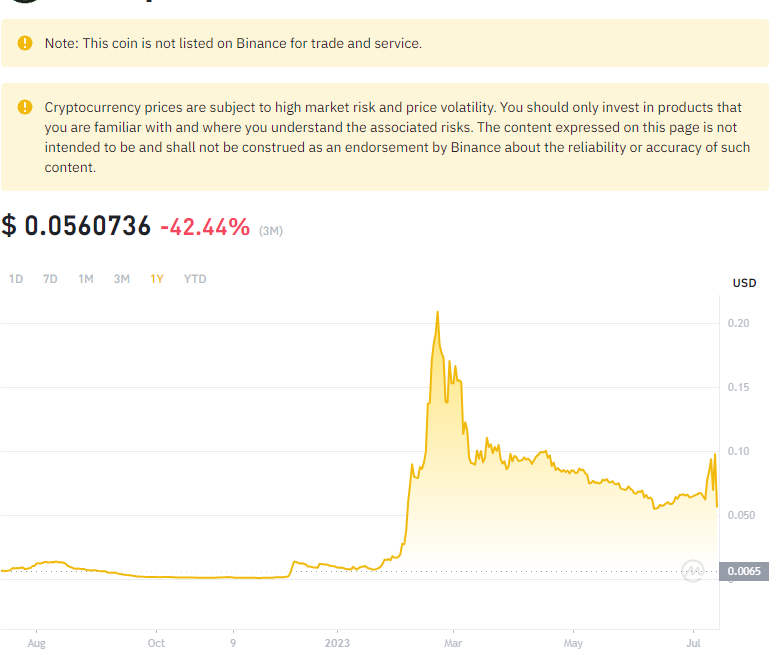 Note: This coin is not listed on Binance for trade and service.
Cryptocurrency prices are subject to high market risk and price volatility. You should only invest in products that
you are familiar with and where you understand the associated risks. The content expressed on this page is not
intended to be and shall not be construed as an endorsement by Binance about the reliability or accuracy of such
content.
$ 0.0560736 -42.44% (3M)
1D 7D 1M 3M 1Y YTD
USD
0.20
0.15
0.10
0.050
0.0065
Aug Oct 9 2023 Mar May Jul